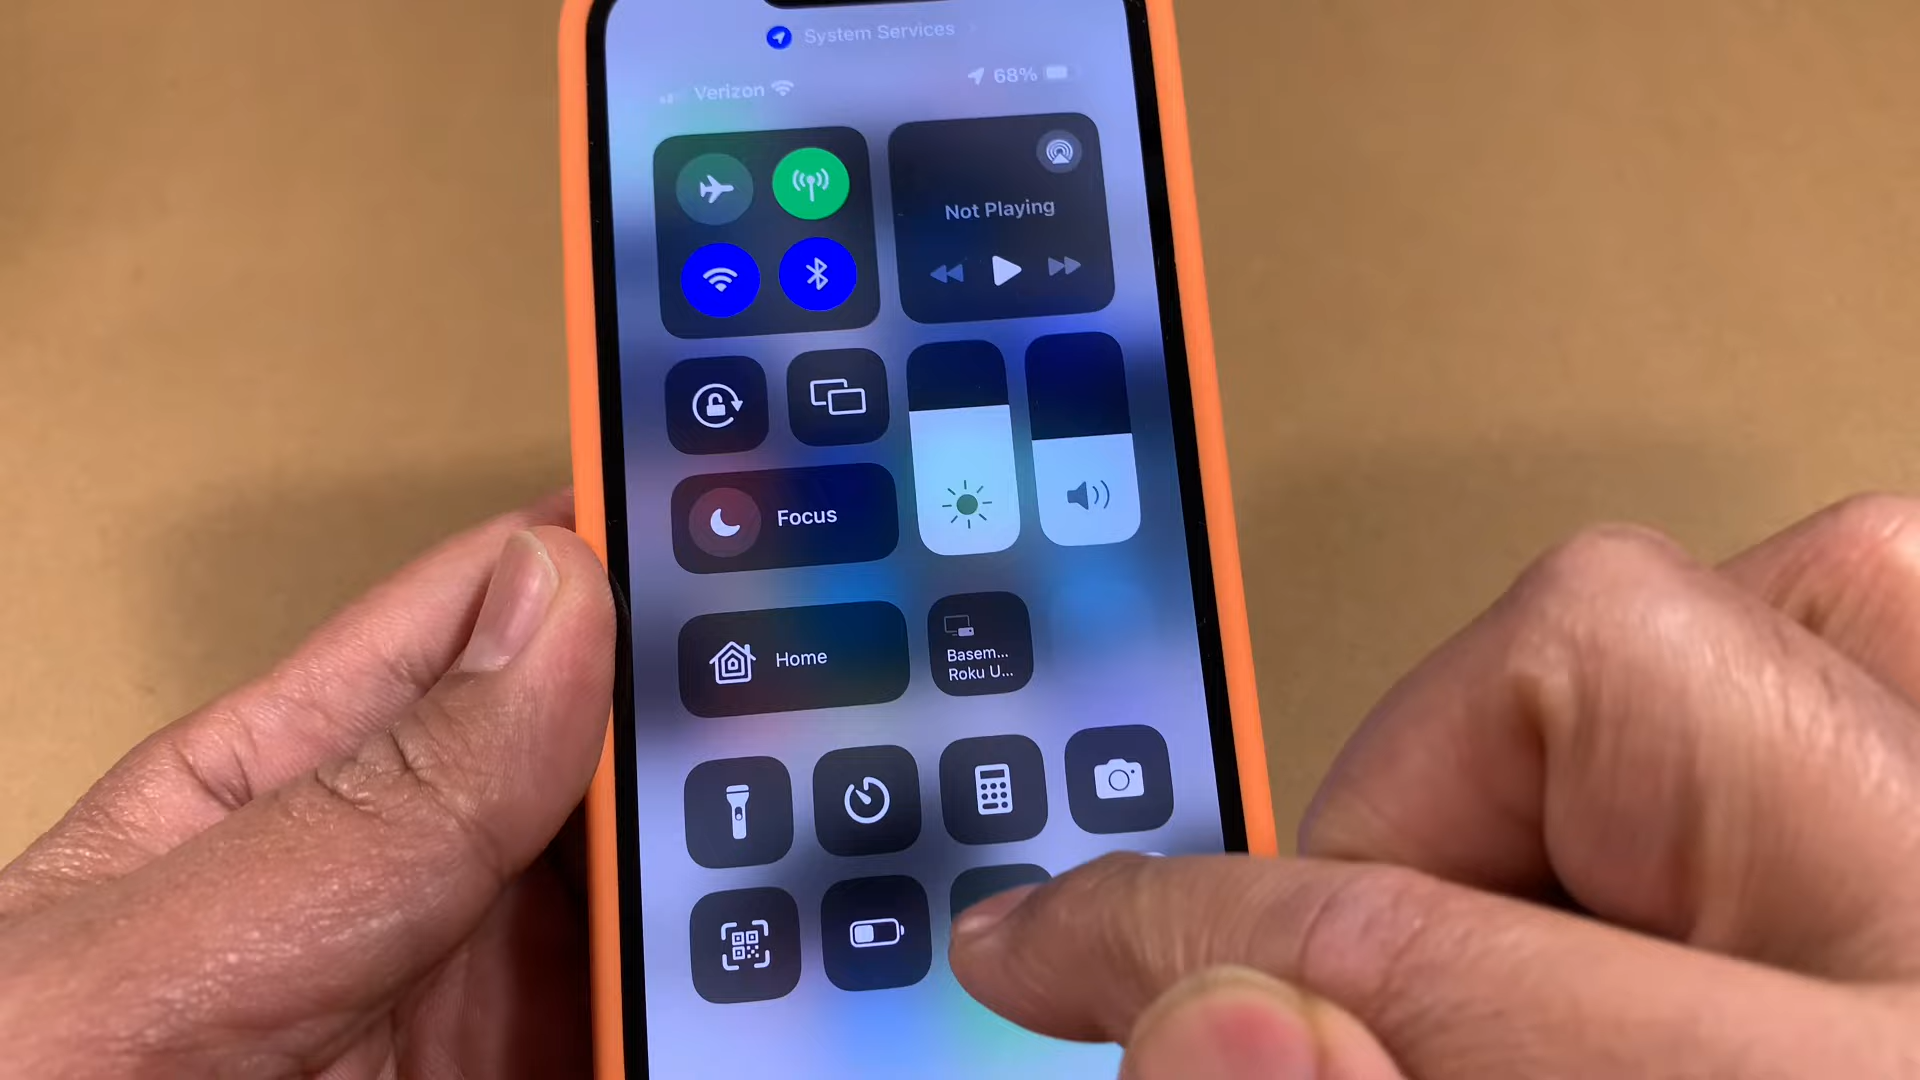 System Services
Verizon
68%
Not Playing
Focus
Home
Basem...
Roku U...